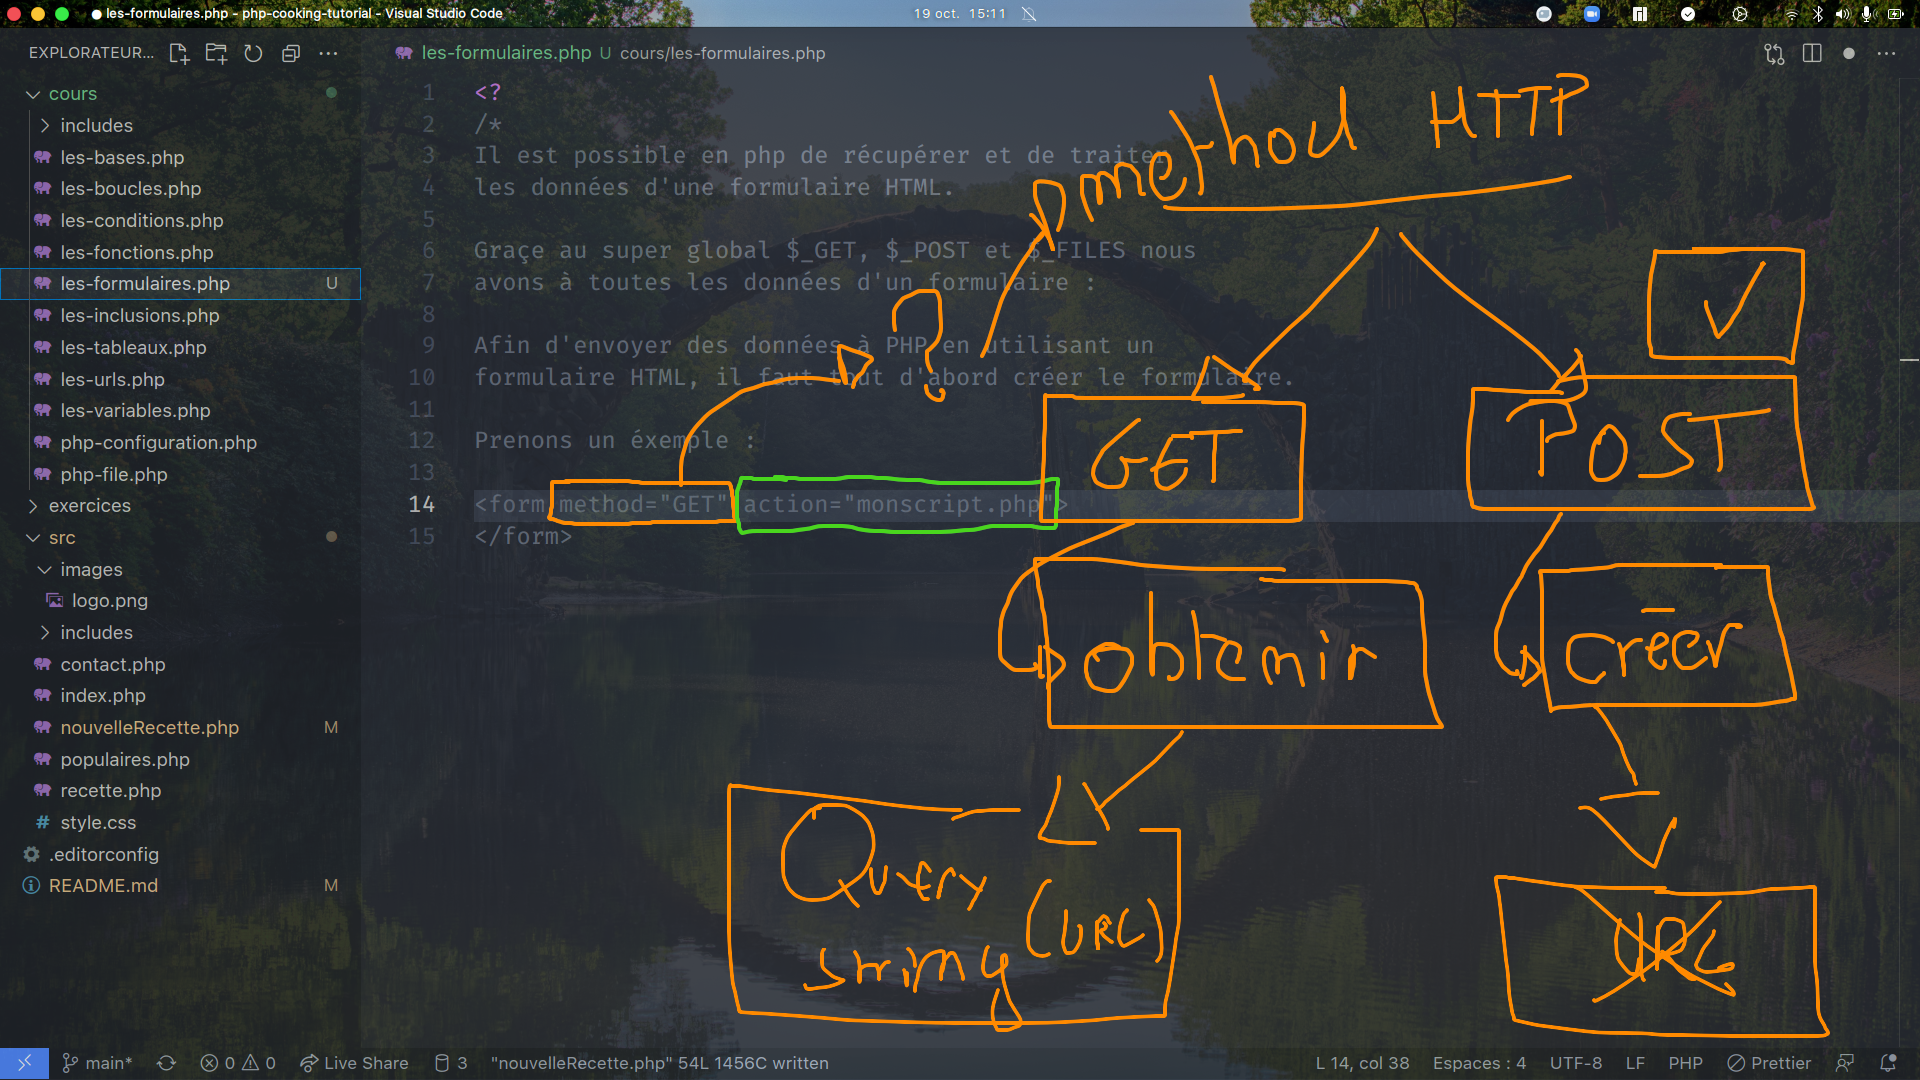 les-formulaires.php - php-cooking-tutorial - Visual Studio Code
19 oct. 15:11
EXPLORATEUR...
les-formulaires.php U cours/les-formulaires.php
cours
includes
les-bases.php
les-boucles.php
les-conditions.php
les-fonctions.php
les-formulaires.php U
les-inclusions.php
les-tableaux.php
les-urls.php
les-variables.php
php-configuration.php
php-file.php
exercices
src
images
logo.png
includes
contact.php
index.php
nouvelleRecette.php M
populaires.php
recette.php
style.css
.editorconfig
README.md M
1 <?
2 /*
3 Il est possible en php de récupérer et de traiter
4 les données d'une formulaire HTML.
5
6 Graçe au super global $_GET, $_POST et $_FILES nous
7 avons à toutes les données d'un formulaire :
8
9 Afin d'envoyer des données à PHP en utilisant un
10 formulaire HTML, il faut tout d'abord créer le formulaire.
11
12 Prenons un éxemple :
13
14 <form method="GET" action="monscript.php">
15 </form>
method HTTP
?
GET
POST
obtenir
créer
Query
string (URL)
URL
main* 0 0 Live Share 3 "nouvelleRecette.php" 54L 1456C written
L 14, col 38 Espaces : 4 UTF-8 LF PHP Prettier